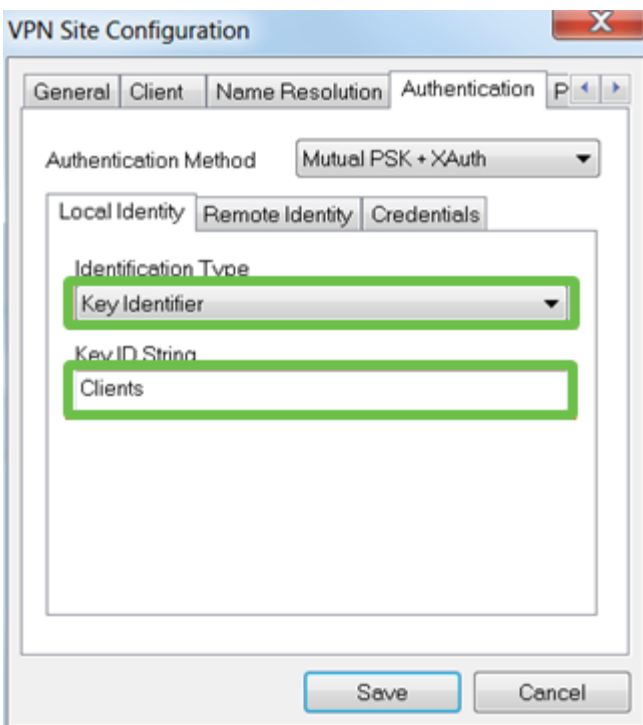 VPN Site Configuration
General Client Name Resolution Authentication P
Authentication Method Mutual PSK + XAuth
Local Identity Remote Identity Credentials
Identification Type
Key Identifier
Key ID String
Clients
Save Cancel